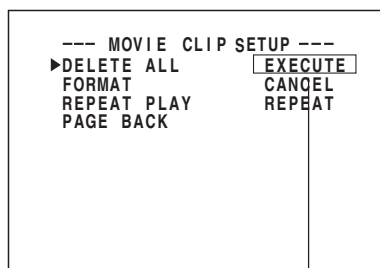 --- MOVIE CLIP SETUP ---
▶DELETE ALL EXECUTE
FORMAT CANCEL
REPEAT PLAY REPEAT
PAGE BACK